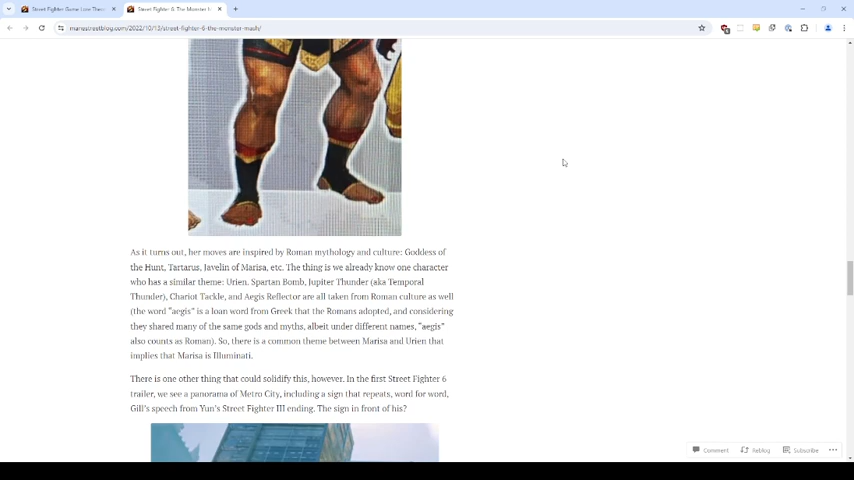 Street Fighter Game Lore Theor
Street Fighter 6: The Monster M
manestreetblog.com/2022/10/13/street-fighter-6-the-monster-mash/
As it turns out, her moves are inspired by Roman mythology and culture: Goddess of
the Hunt, Tartarus, Javelin of Marisa, etc. The thing is we already know one character
who has a similar theme: Urien. Spartan Bomb, Jupiter Thunder (aka Temporal
Thunder), Chariot Tackle, and Aegis Reflector are all taken from Roman culture as well
(the word “aegis” is a loan word from Greek that the Romans adopted, and considering
they shared many of the same gods and myths, albeit under different names, “aegis”
also counts as Roman). So, there is a common theme between Marisa and Urien that
implies that Marisa is Illuminati.
There is one other thing that could solidify this, however. In the first Street Fighter 6
trailer, we see a panorama of Metro City, including a sign that repeats, word for word,
Gill’s speech from Yun’s Street Fighter III ending. The sign in front of his?
Comment Reblog Subscribe